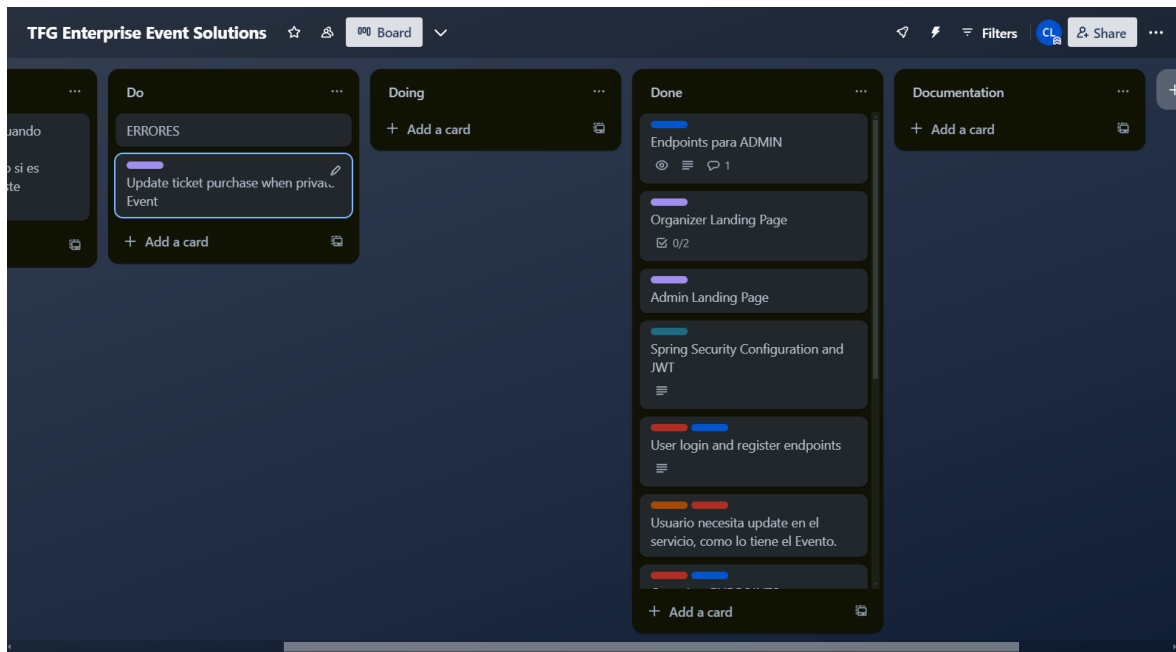 TFG Enterprise Event Solutions
Board
Filters
CL
Share
uando
o si es
ste
Do
ERRORES
Update ticket purchase when privat..
Event
+ Add a card
Doing
+ Add a card
Done
Endpoints para ADMIN
1
Organizer Landing Page
0/2
Admin Landing Page
Spring Security Configuration and
JWT
User login and register endpoints
Usuario necesita update en el
servicio, como lo tiene el Evento.
+ Add a card
Documentation
+ Add a card